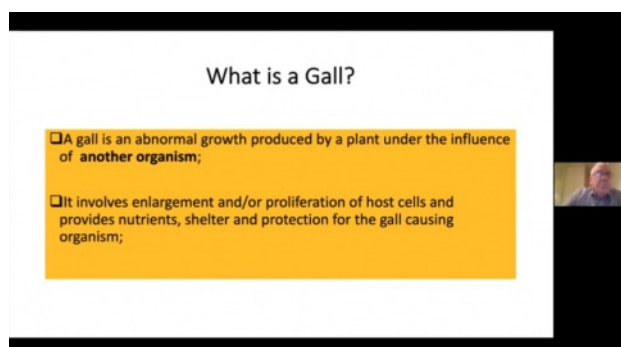 What is a Gall?
❑A gall is an abnormal growth produced by a plant under the influence
of another organism;
❑It involves enlargement and/or proliferation of host cells and
provides nutrients, shelter and protection for the gall causing
organism;